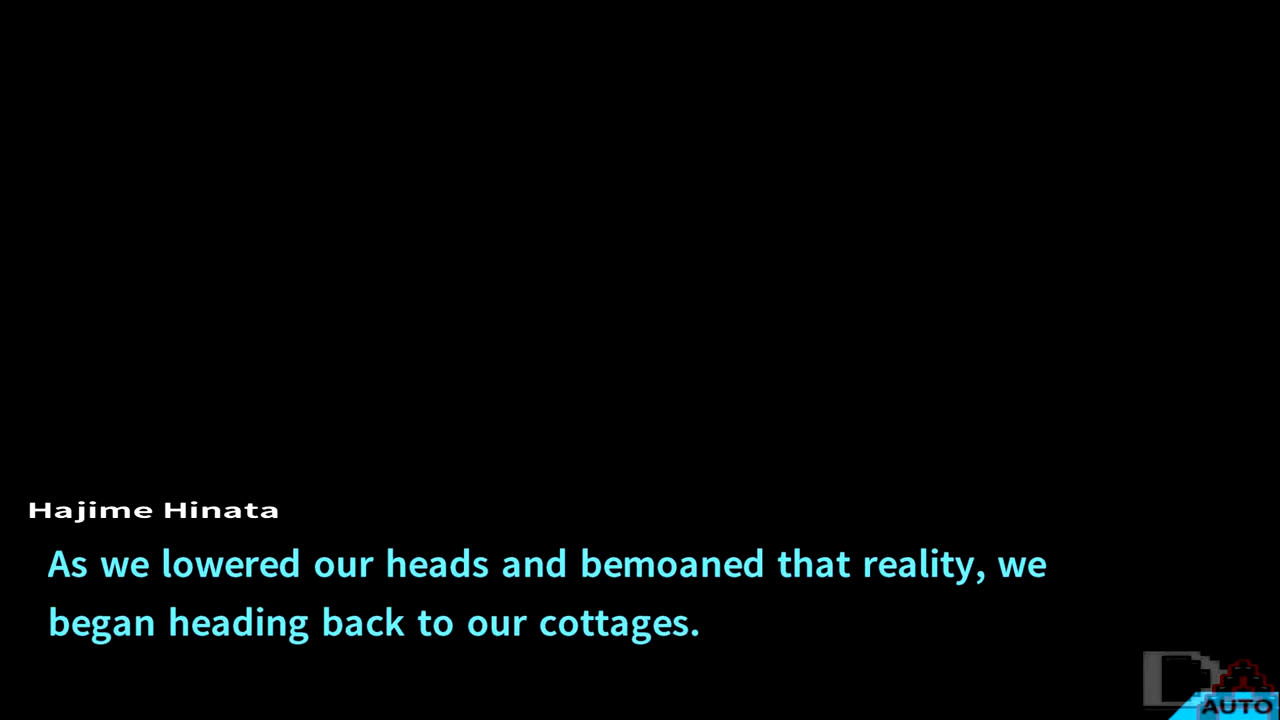 Hajime Hinata
As we lowered our heads and bemoaned that reality, we
began heading back to our cottages.
AUTO